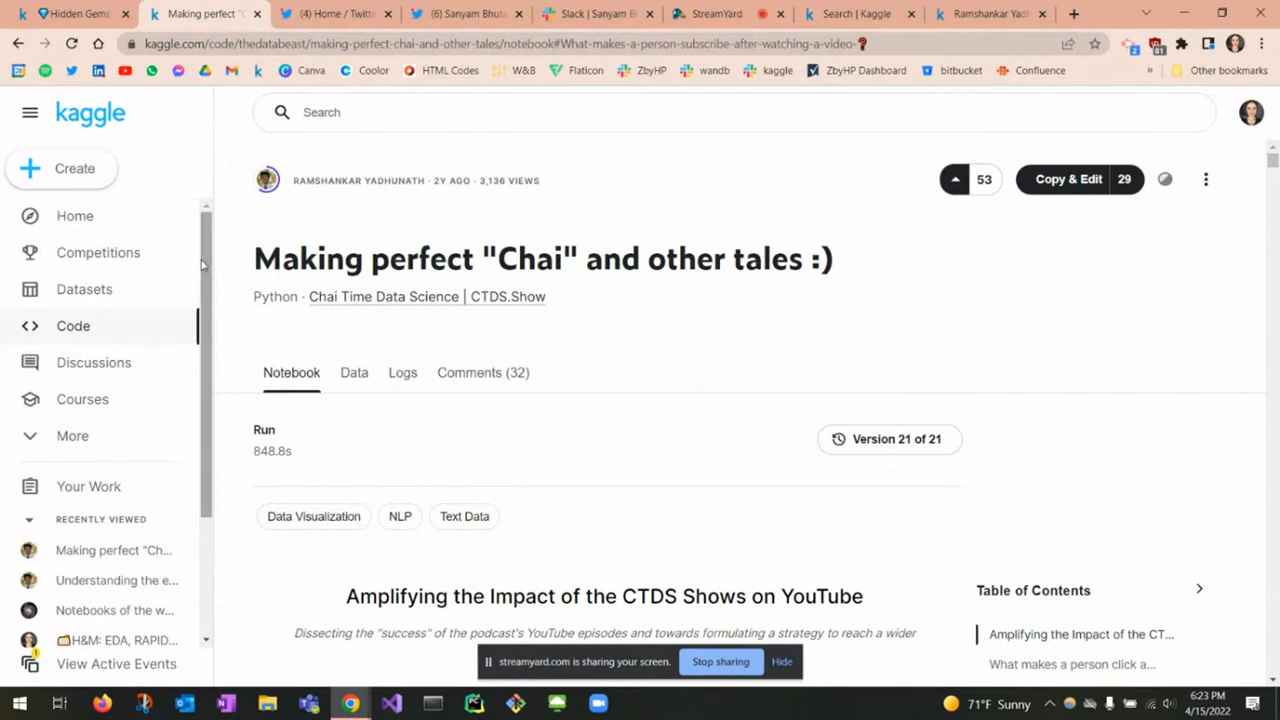 Hidden Gems
Making perfect "C
(4) Home / Twitte
(6) Sanyam Bhuta
Slack | Sanyam B
StreamYard
Search | Kaggle
Ramshankar Yadh
kaggle.com/code/thedatabeast/making-perfect-chai-and-other-tales/notebook#What-makes-a-person-subscribe-after-watching-a-video-❓
2
81
Canva
Coolor
HTML Codes
W&B
Flaticon
ZbyHP
wandb
kaggle
ZbyHP Dashboard
bitbucket
Confluence
»
Other bookmarks
kaggle
Search
Create
RAMSHANKAR YADHUNATH · 2Y AGO · 3,136 VIEWS
53
Copy & Edit 29
Home
Competitions
Making perfect "Chai" and other tales :)
Datasets
Python · Chai Time Data Science | CTDS.Show
Code
Discussions
Notebook
Data
Logs
Comments (32)
Courses
More
Run
848.8s
Version 21 of 21
Your Work
RECENTLY VIEWED
Data Visualization
NLP
Text Data
Making perfect "Ch...
Understanding the e...
Notebooks of the w...
H&M: EDA, RAPID...
View Active Events
Amplifying the Impact of the CTDS Shows on YouTube
Dissecting the "success" of the podcast's YouTube episodes and towards formulating a strategy to reach a wider
Table of Contents
Amplifying the Impact of the CT...
What makes a person click a...
streamyard.com is sharing your screen.
Stop sharing
Hide
71°F Sunny
6:23 PM
4/15/2022